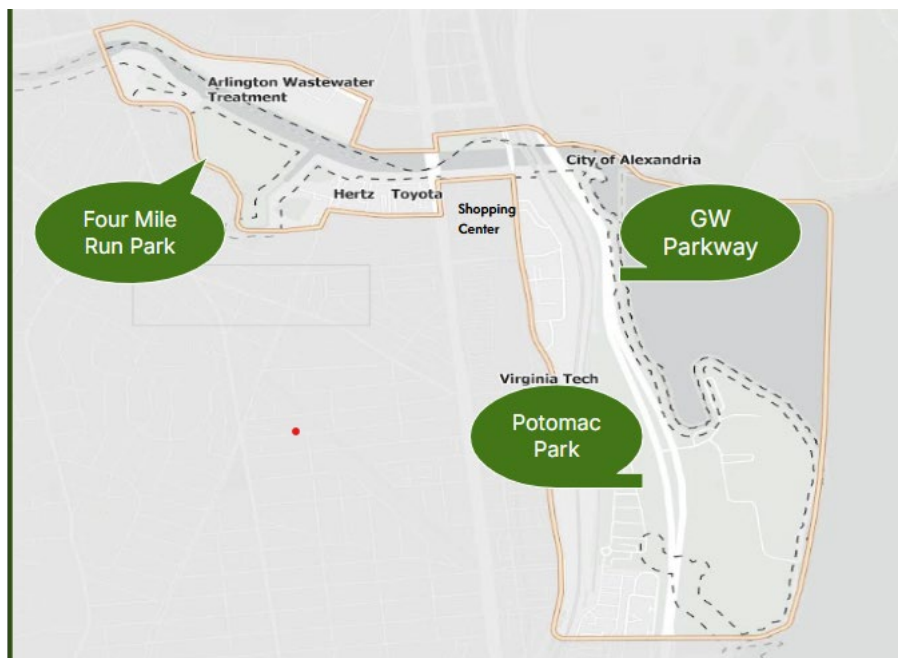 Arlington Wastewater
Treatment
City of Alexandria
Four Mile
Run Park
Hertz
Toyota
Shopping
Center
GW
Parkway
Virginia Tech
Potomac
Park